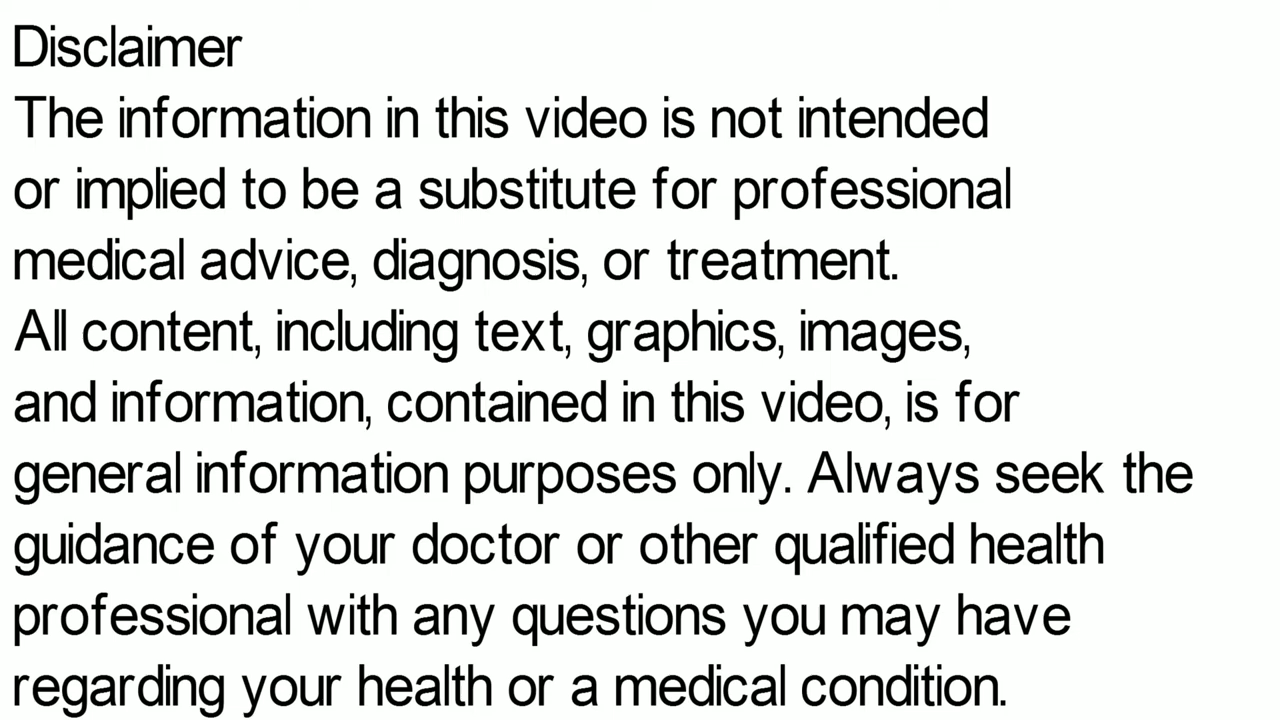 Disclaimer
The information in this video is not intended
or implied to be a substitute for professional
medical advice, diagnosis, or treatment.
All content, including text, graphics, images,
and information, contained in this video, is for
general information purposes only. Always seek the
guidance of your doctor or other qualified health
professional with any questions you may have
regarding your health or a medical condition.